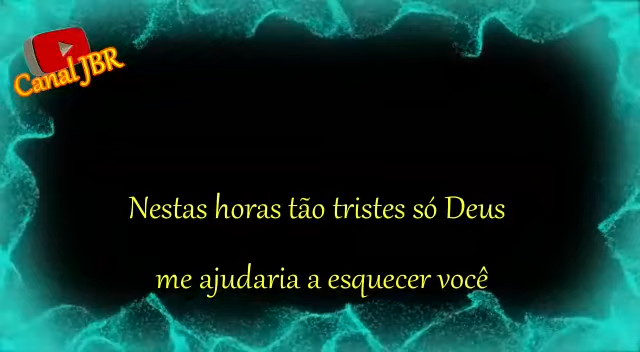 Canal JBR
Nestas horas tão tristes só Deus
me ajudaria a esquecer você